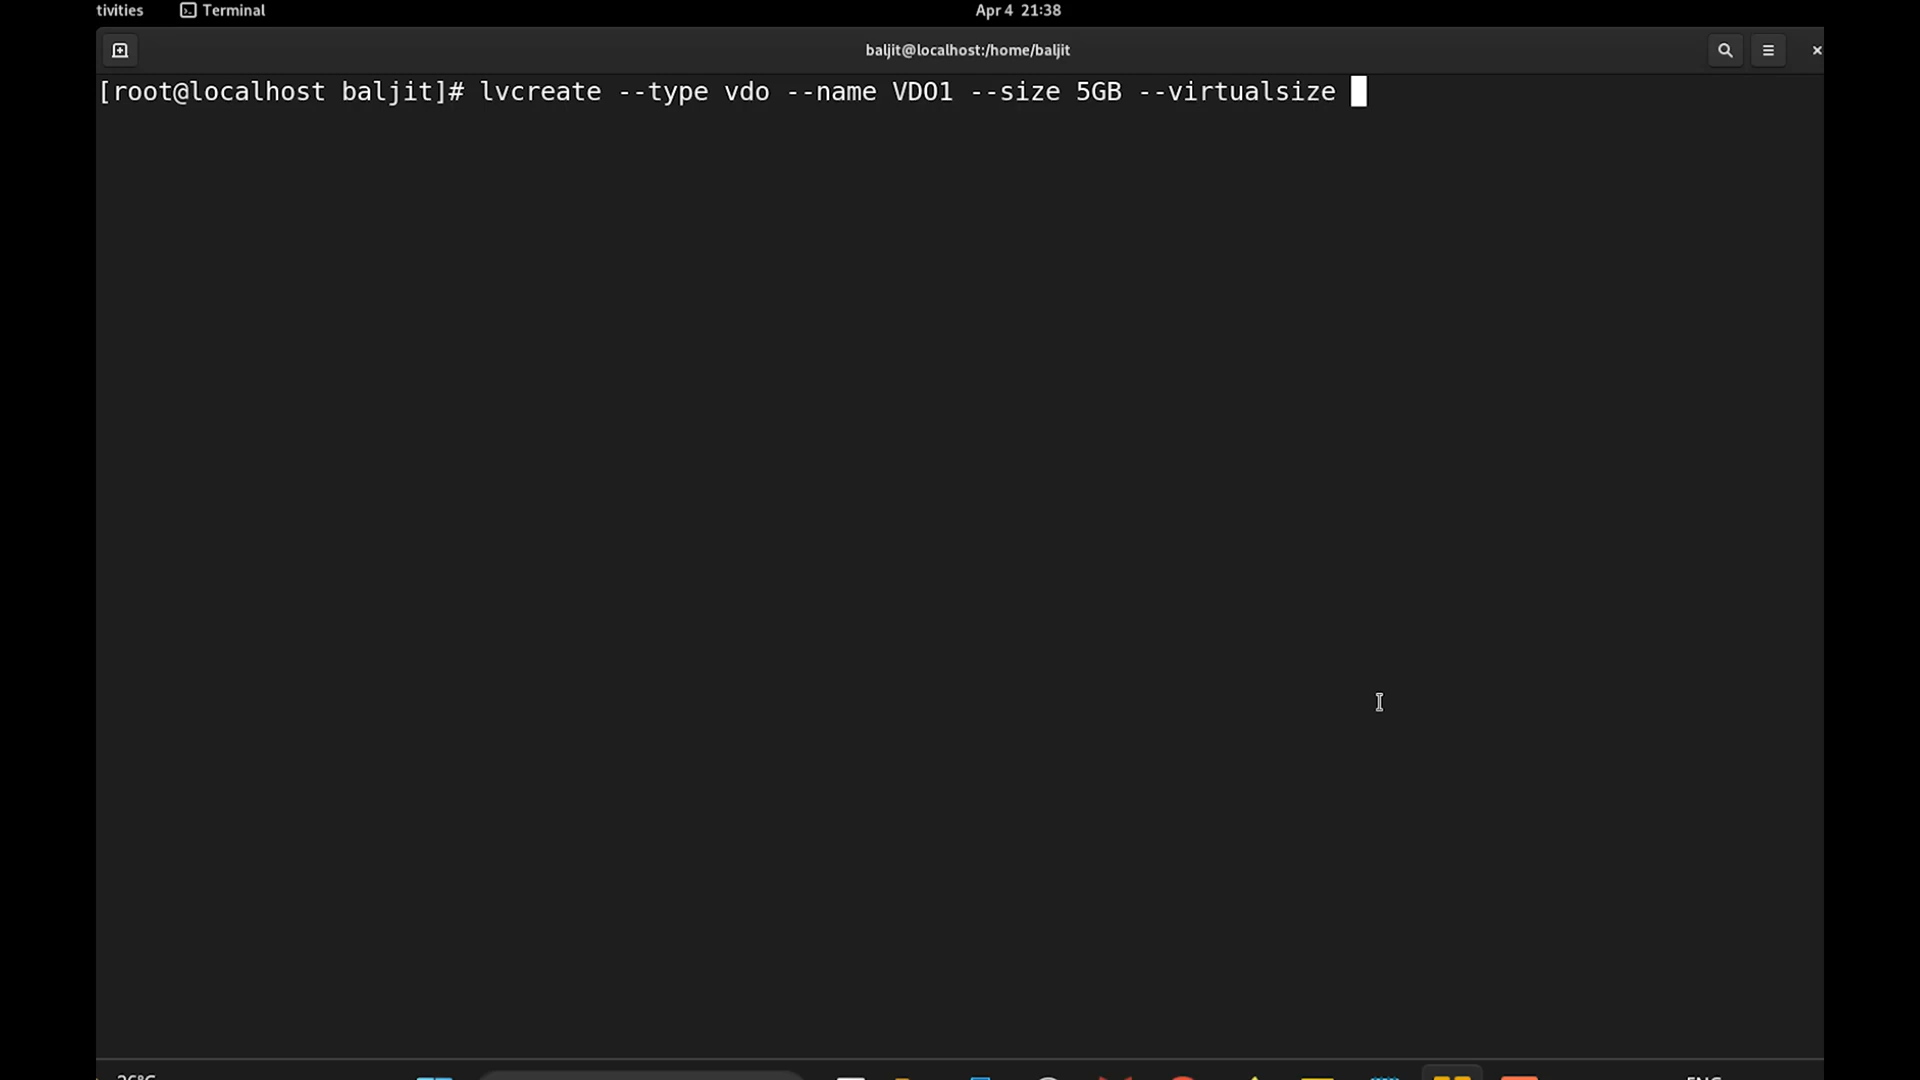 tivities Terminal Apr 4 21:38
baljit@localhost:/home/baljit
[root@localhost baljit]# lvcreate --type vdo --name VDO1 --size 5GB --virtualsize